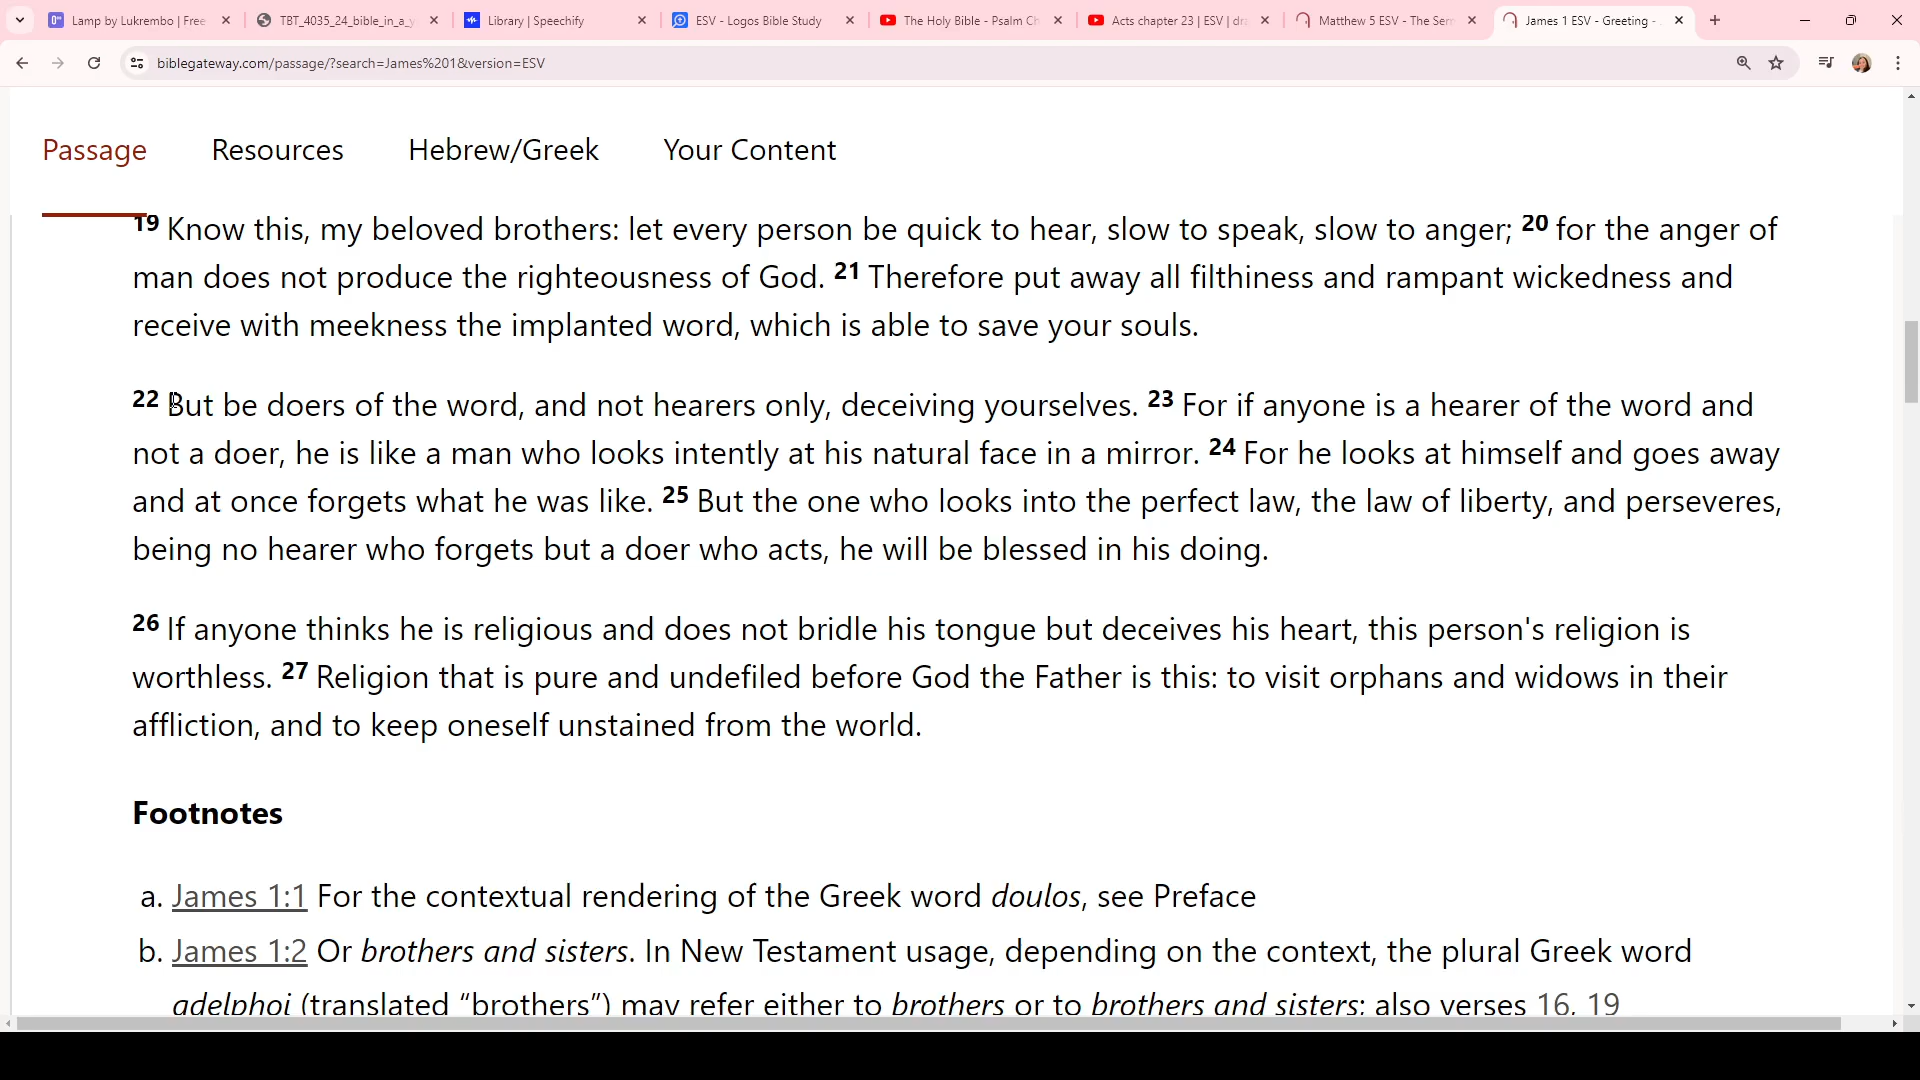 Lamp by Lukrembo | Free
TBT_4035_24_bible_in_a_y
Library | Speechify
ESV - Logos Bible Study
The Holy Bible - Psalm Ch
Acts chapter 23 | ESV | dra
Matthew 5 ESV - The Serm
James 1 ESV - Greeting -
biblegateway.com/passage/?search=James%201&version=ESV
Passage Resources Hebrew/Greek Your Content
19 Know this, my beloved brothers: let every person be quick to hear, slow to speak, slow to anger; 20 for the anger of
man does not produce the righteousness of God. 21 Therefore put away all filthiness and rampant wickedness and
receive with meekness the implanted word, which is able to save your souls.
22 But be doers of the word, and not hearers only, deceiving yourselves. 23 For if anyone is a hearer of the word and
not a doer, he is like a man who looks intently at his natural face in a mirror. 24 For he looks at himself and goes away
and at once forgets what he was like. 25 But the one who looks into the perfect law, the law of liberty, and perseveres,
being no hearer who forgets but a doer who acts, he will be blessed in his doing.
26 If anyone thinks he is religious and does not bridle his tongue but deceives his heart, this person's religion is
worthless. 27 Religion that is pure and undefiled before God the Father is this: to visit orphans and widows in their
affliction, and to keep oneself unstained from the world.
Footnotes
a. James 1:1 For the contextual rendering of the Greek word doulos, see Preface
b. James 1:2 Or brothers and sisters. In New Testament usage, depending on the context, the plural Greek word
adelphoi (translated “brothers”) may refer either to brothers or to brothers and sisters; also verses 16, 19